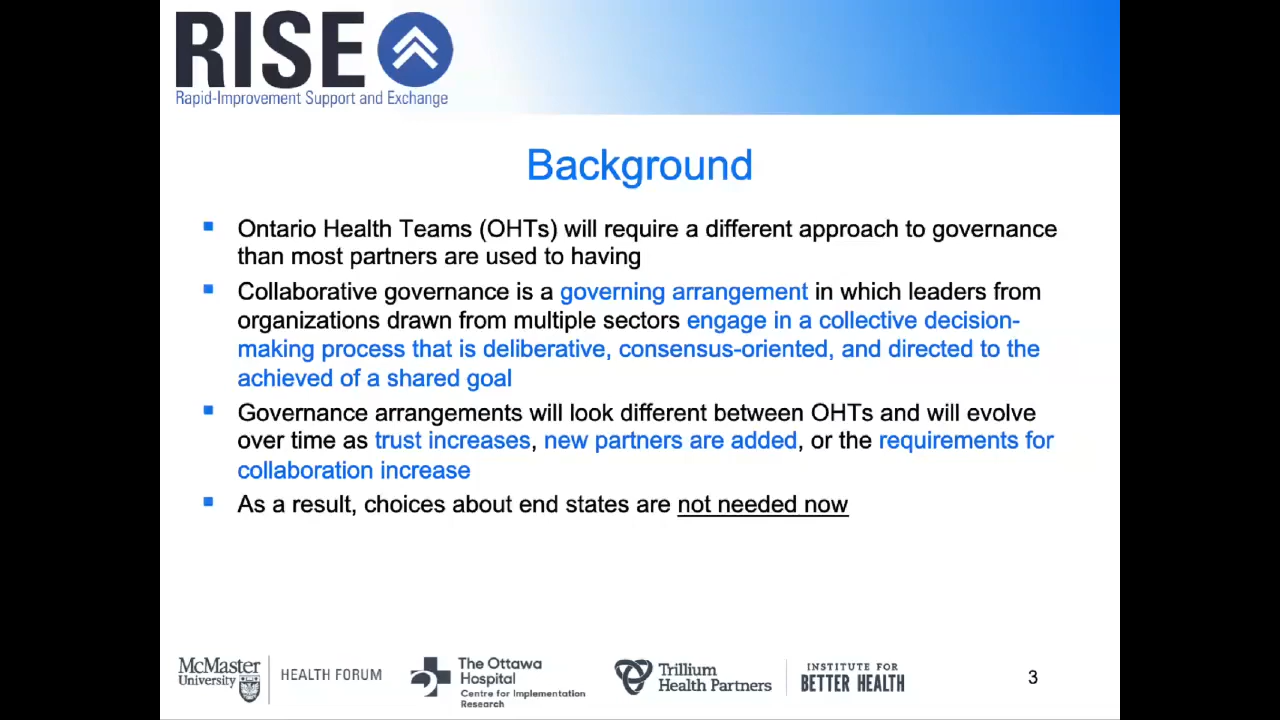 RISE
Rapid-Improvement Support and Exchange
Background
Ontario Health Teams (OHTs) will require a different approach to governance
than most partners are used to having
Collaborative governance is a governing arrangement in which leaders from
organizations drawn from multiple sectors engage in a collective decision-
making process that is deliberative, consensus-oriented, and directed to the
achieved of a shared goal
Governance arrangements will look different between OHTs and will evolve
over time as trust increases, new partners are added, or the requirements for
collaboration increase
As a result, choices about end states are not needed now
McMaster
University
HEALTH FORUM
The Ottawa
Hospital
Centre for Implementation
Research
Trillium
Health Partners
INSTITUTE FOR
BETTER HEALTH
3